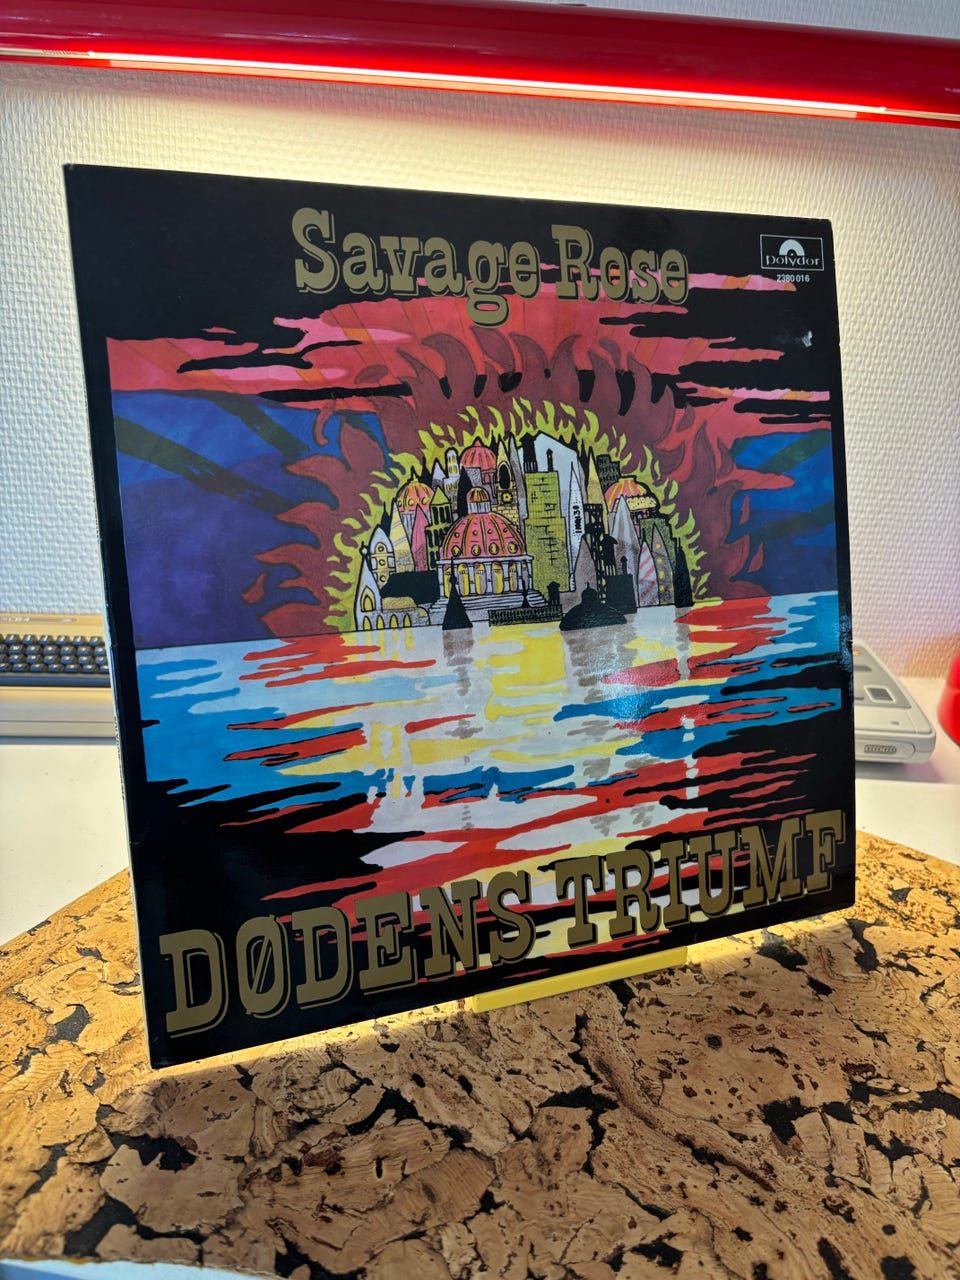 Savage Rose
polydor
2380 016
DØDENS TRIUMF